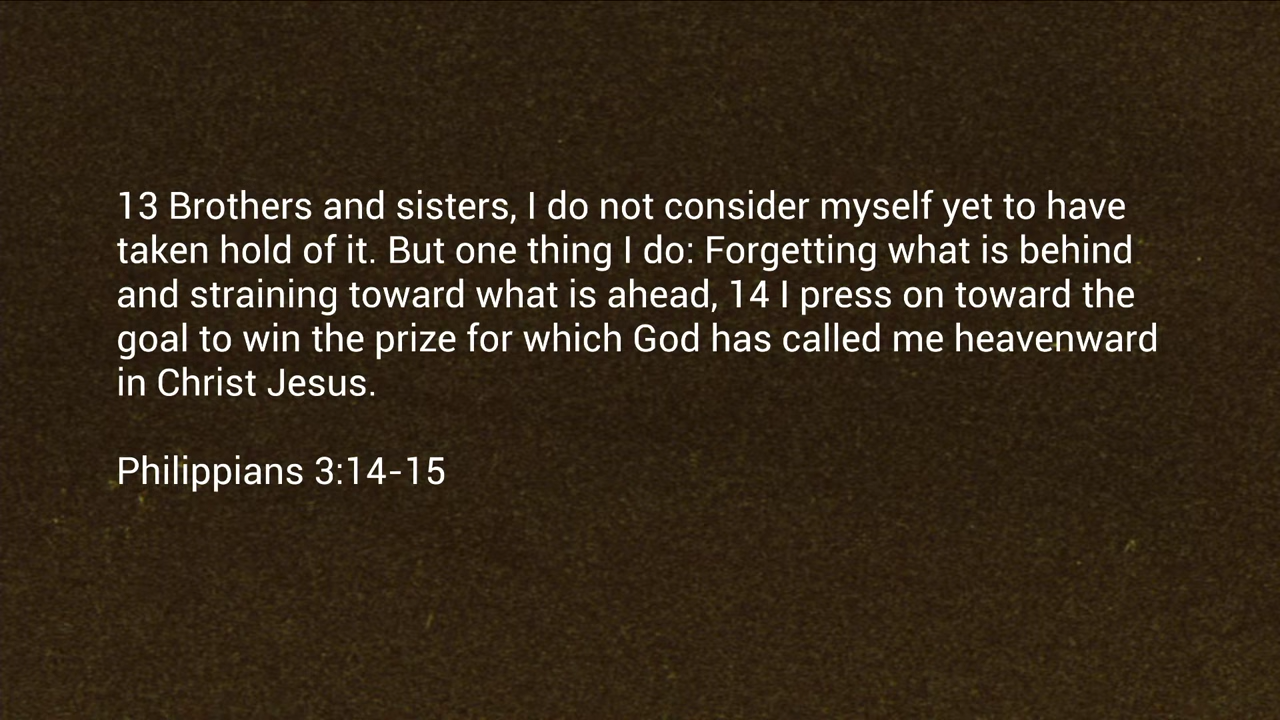 13 Brothers and sisters, I do not consider myself yet to have
taken hold of it. But one thing I do: Forgetting what is behind
and straining toward what is ahead, 14 I press on toward the
goal to win the prize for which God has called me heavenward
in Christ Jesus.
Philippians 3:14-15